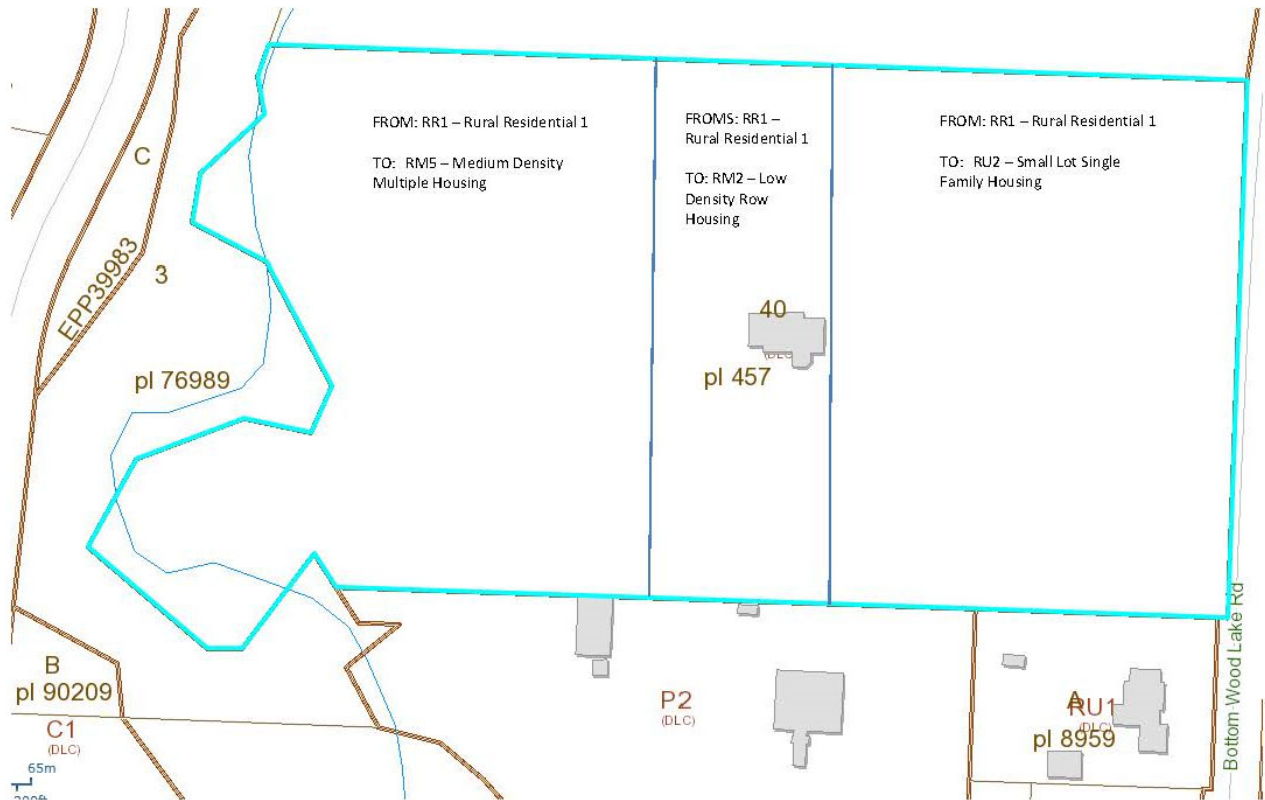 FROM: RR1 – Rural Residential 1
TO: RM5 – Medium Density
Multiple Housing
FROMS: RR1 –
Rural Residential 1
TO: RM2 – Low
Density Row
Housing
FROM: RR1 – Rural Residential 1
TO: RU2 – Small Lot Single
Family Housing
C
EPP39983
3
pl 76989
40
pl 457
B
pl 90209
C1
(DLC)
P2
(DLC)
A
RU1
(DLC)
pl 8959
Bottom Wood Lake Rd
65m